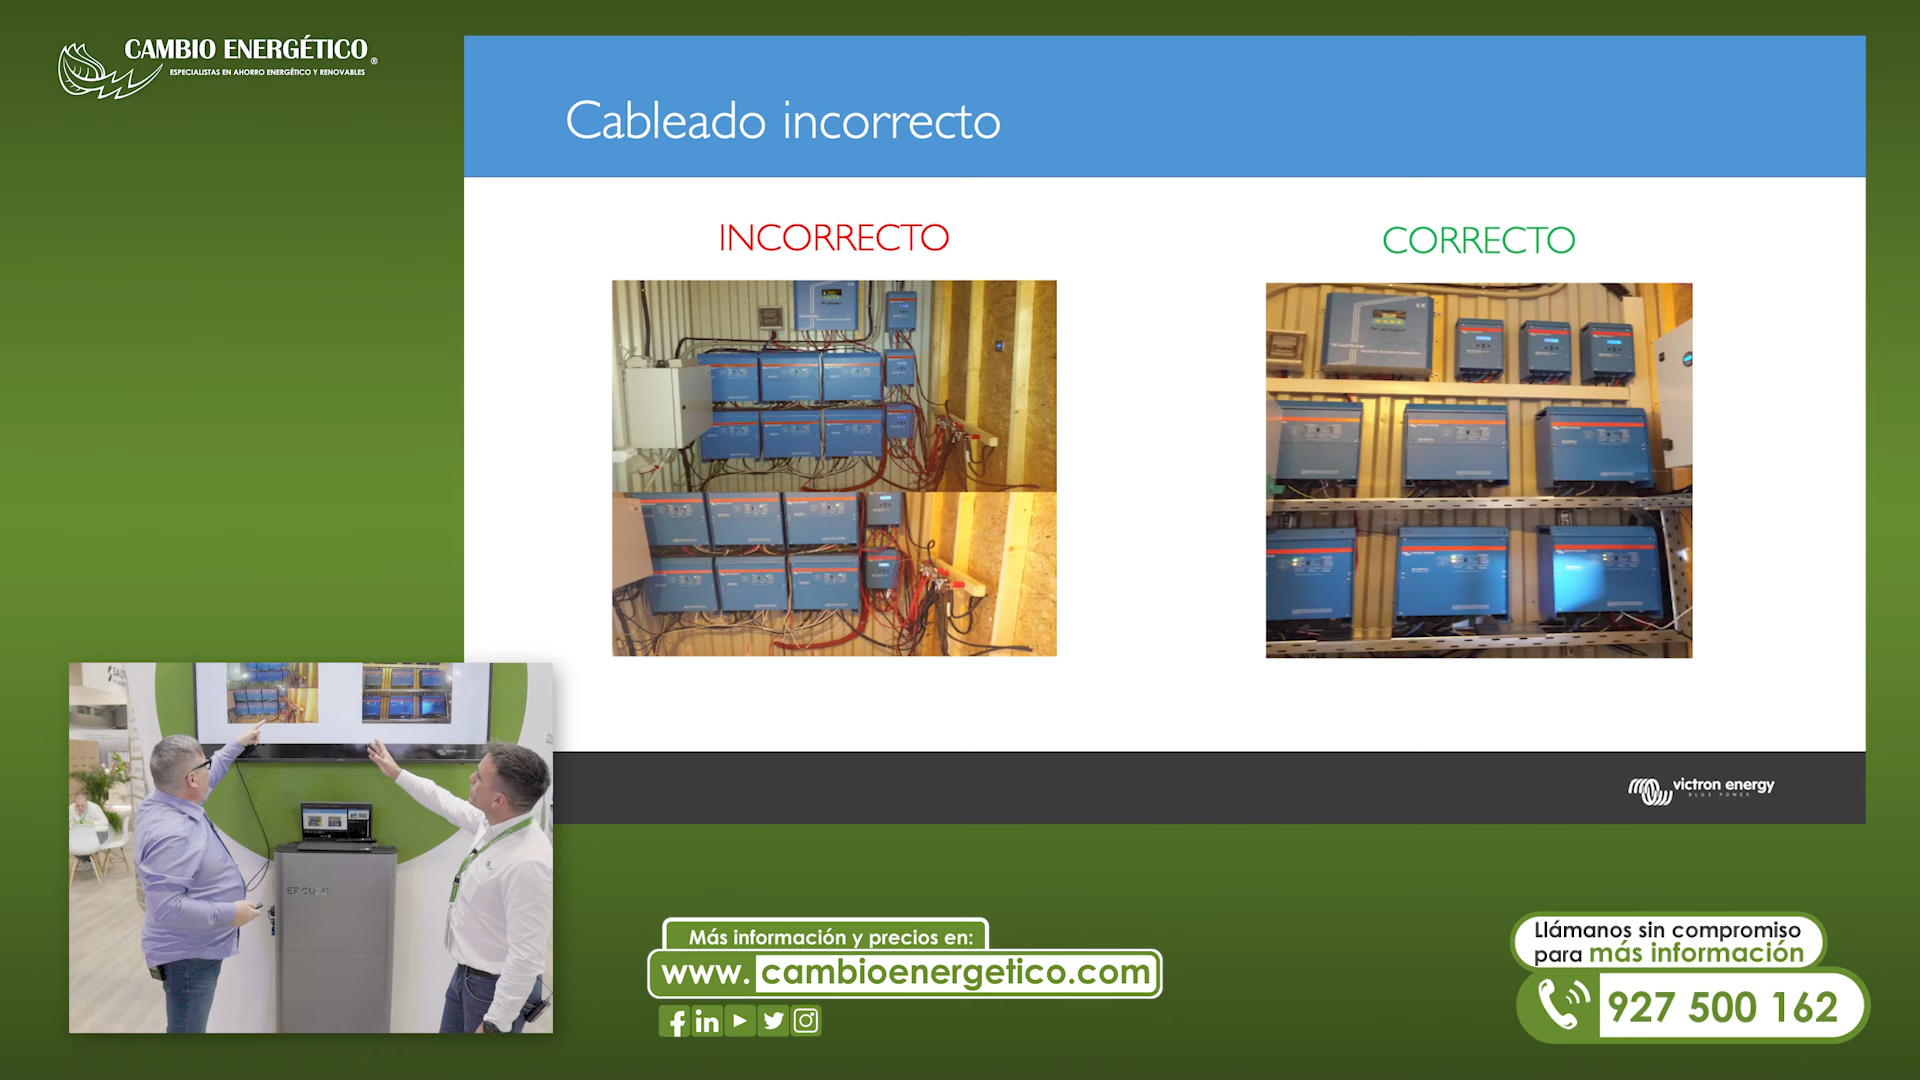 CAMBIO ENERGÉTICO®
ESPECIALISTAS EN AHORRO ENERGÉTICO Y RENOVABLES
Cableado incorrecto
INCORRECTO
CORRECTO
victron energy
BLUE POWER
Más información y precios en:
www.cambioenergetico.com
Llámanos sin compromiso
para más información
927 500 162